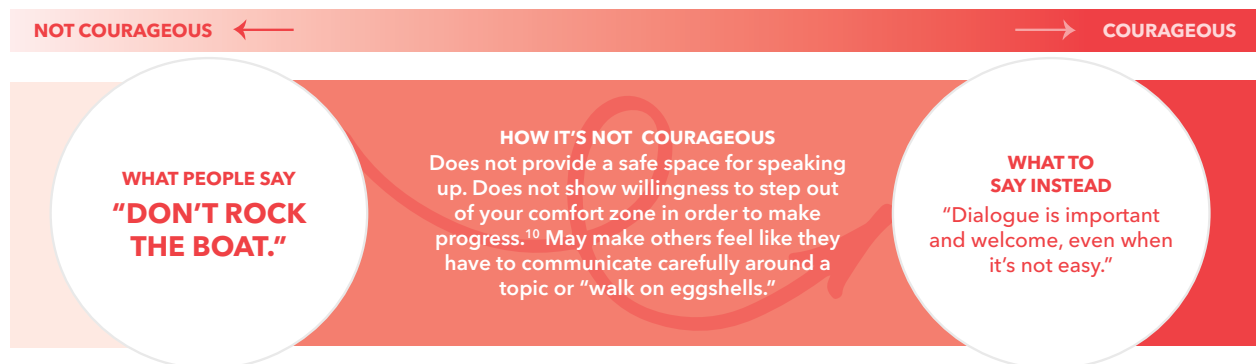 NOT COURAGEOUS
COURAGEOUS
WHAT PEOPLE SAY
“DON’T ROCK
THE BOAT.”
HOW IT’S NOT COURAGEOUS
Does not provide a safe space for speaking
up. Does not show willingness to step out
of your comfort zone in order to make
progress.10 May make others feel like they
have to communicate carefully around a
topic or “walk on eggshells.”
WHAT TO
SAY INSTEAD
“Dialogue is important
and welcome, even when
it’s not easy.”